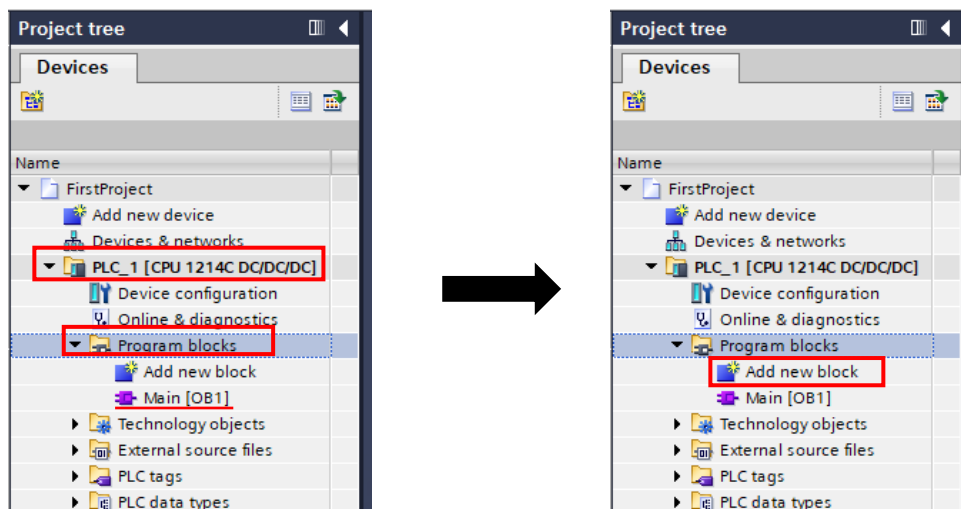 Project tree
Devices
Name
FirstProject
Add new device
Devices & networks
PLC_1 [CPU 1214C DC/DC/DC]
Device configuration
Online & diagnostics
Program blocks
Add new block
Main [OB1]
Technology objects
External source files
PLC tags
PLC data types
Project tree
Devices
Name
FirstProject
Add new device
Devices & networks
PLC_1 [CPU 1214C DC/DC/DC]
Device configuration
Online & diagnostics
Program blocks
Add new block
Main [OB1]
Technology objects
External source files
PLC tags
PLC data types